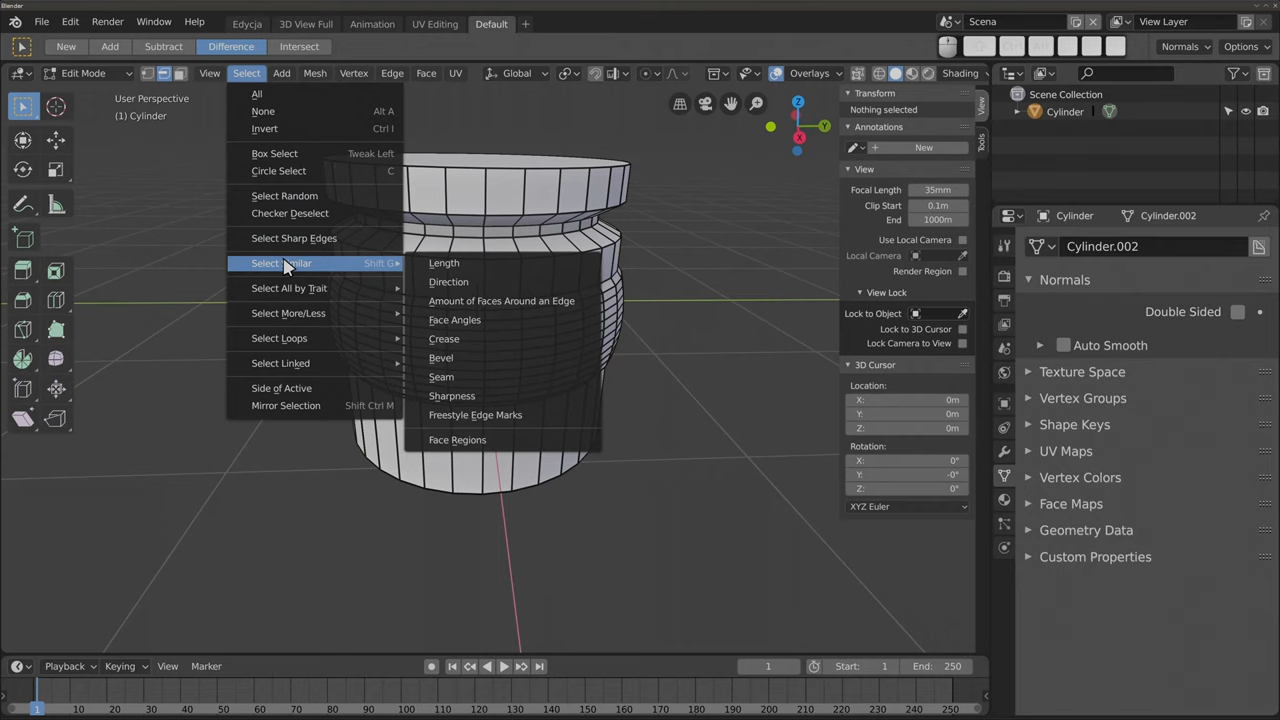 Blender
File Edit Render Window Help Edycja 3D View Full Animation UV Editing Default + Scena View Layer
New Add Subtract Difference Intersect Normals Options
Edit Mode View Select Add Mesh Vertex Edge Face UV Global Overlays Shading
User Perspective
(1) Cylinder
All
None Alt A
Invert Ctrl I
Box Select Tweak Left
Circle Select C
Select Random
Checker Deselect
Select Sharp Edges
Select Similar Shift G
Select All by Trait
Select More/Less
Select Loops
Select Linked
Side of Active
Mirror Selection Shift Ctrl M
Length
Direction
Amount of Faces Around an Edge
Face Angles
Crease
Bevel
Seam
Sharpness
Freestyle Edge Marks
Face Regions
Z
Y
X
Transform
Nothing selected
Annotations
New
View
Focal Length 35mm
Clip Start 0.1m
End 1000m
Use Local Camera
Local Camera
Render Region
View Lock
Lock to Object
Lock to 3D Cursor
Lock Camera to View
3D Cursor
Location:
X: 0m
Y: 0m
Z: 0m
Rotation:
X: 0°
Y: -0°
Z: 0°
XYZ Euler
View
Tools
Scene Collection
Cylinder
Cylinder Cylinder.002
Cylinder.002
Normals
Double Sided
Auto Smooth
Texture Space
Vertex Groups
Shape Keys
UV Maps
Vertex Colors
Face Maps
Geometry Data
Custom Properties
Playback Keying View Marker 1 Start: 1 End: 250
1 10 20 30 40 50 60 70 80 90 100 110 120 130 140 150 160 170 180 190 200 210 220 230 240 250